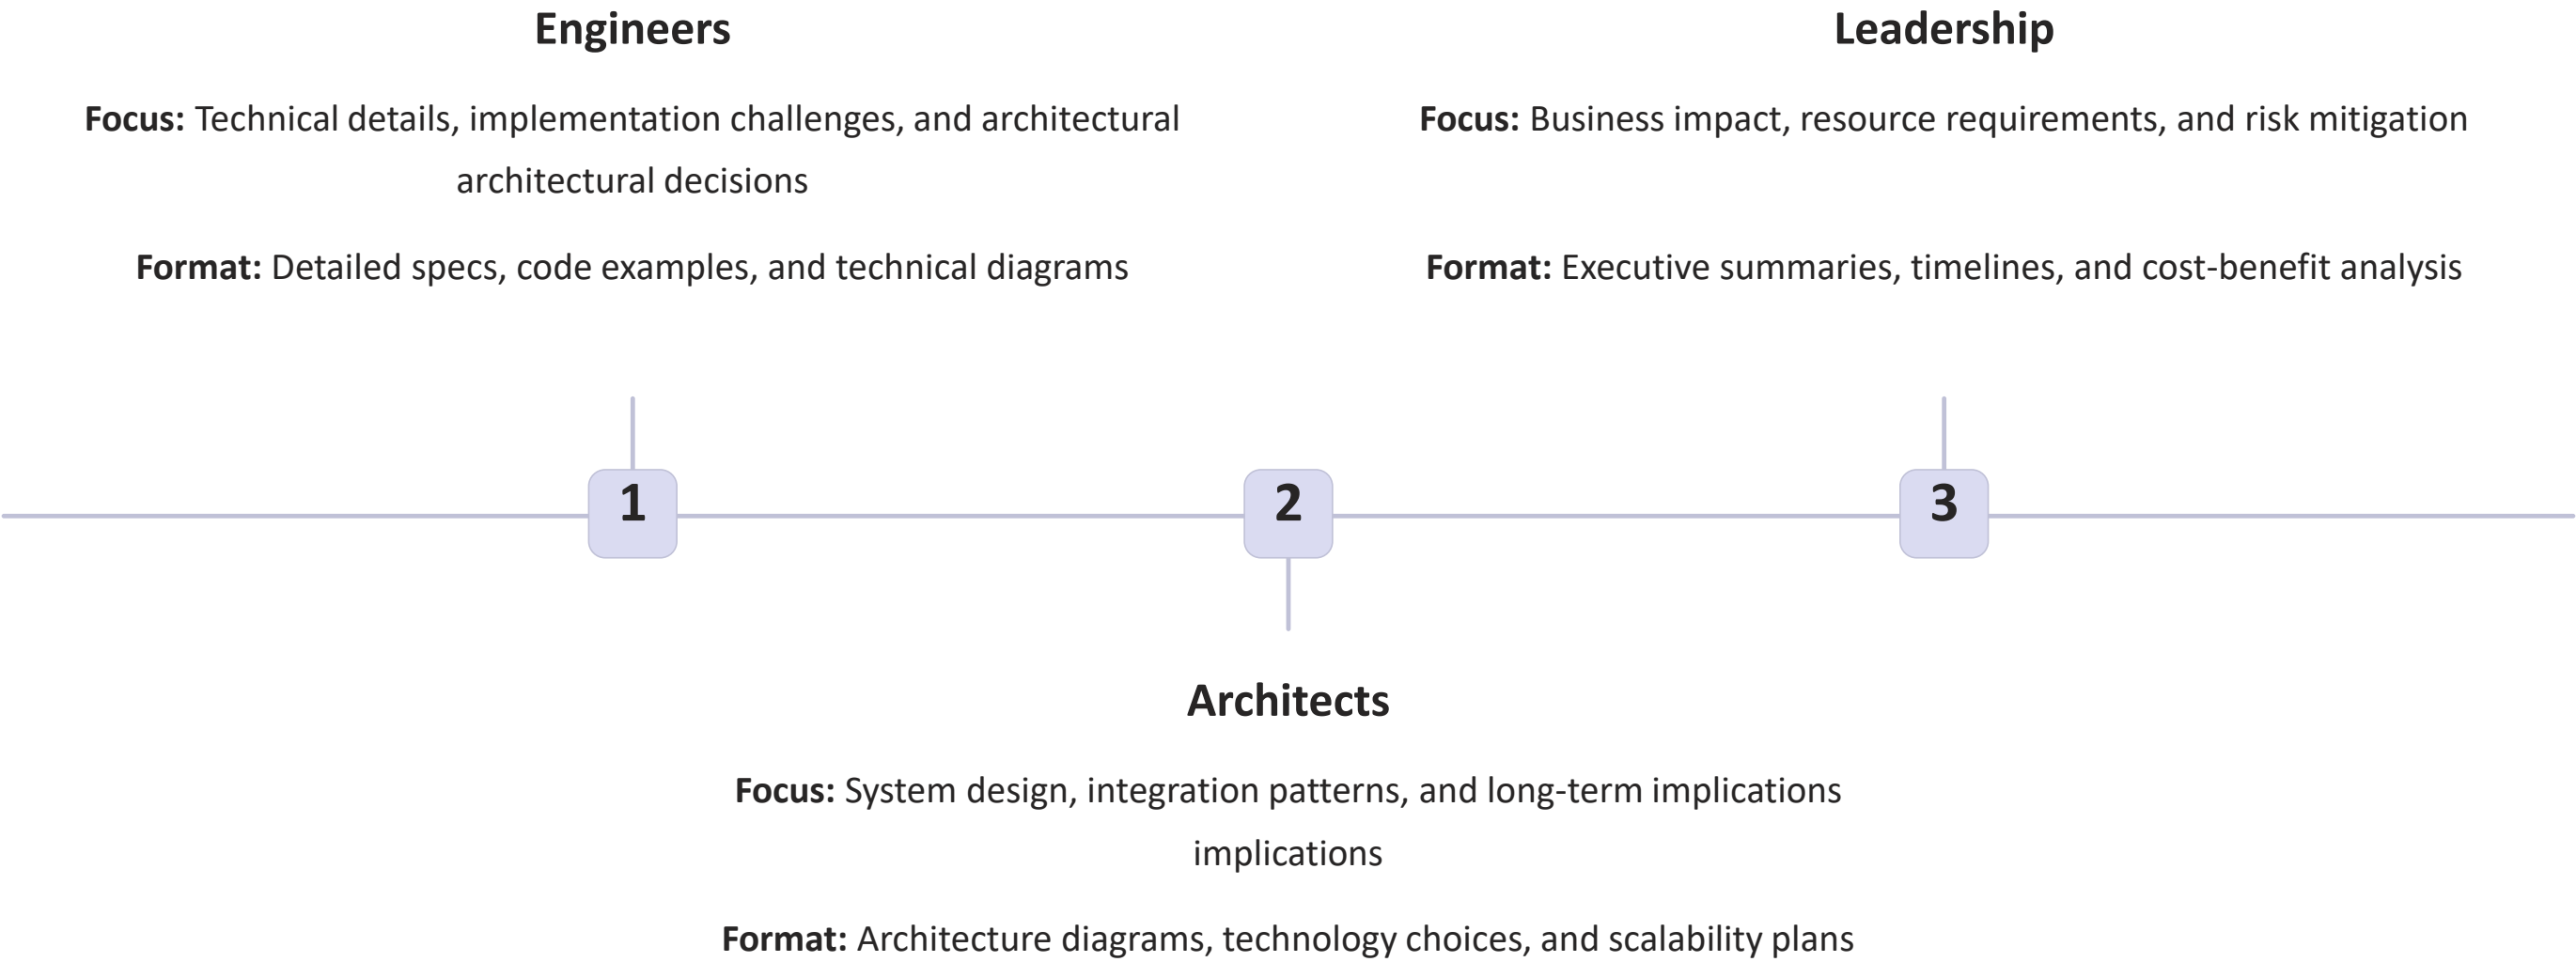 Engineers
Focus: Technical details, implementation challenges, and architectural
architectural decisions
Format: Detailed specs, code examples, and technical diagrams
Leadership
Focus: Business impact, resource requirements, and risk mitigation
Format: Executive summaries, timelines, and cost-benefit analysis
1
2
3
Architects
Focus: System design, integration patterns, and long-term implications
implications
Format: Architecture diagrams, technology choices, and scalability plans